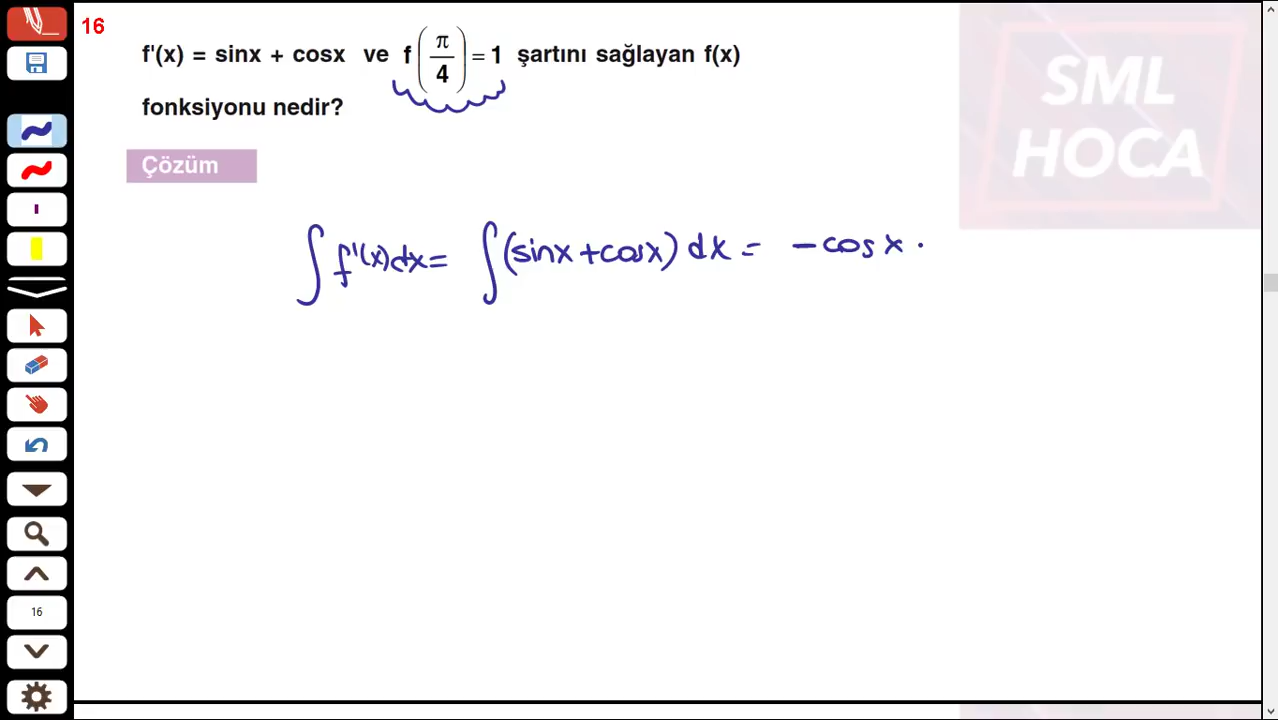 16
f'(x) = sinx + cosx ve f(π/4) = 1 şartını sağlayan f(x)
fonksiyonu nedir?
Çözüm
∫ f'(x)dx = ∫ (sinx + cosx) dx = - cosx
SML
HOCA
16